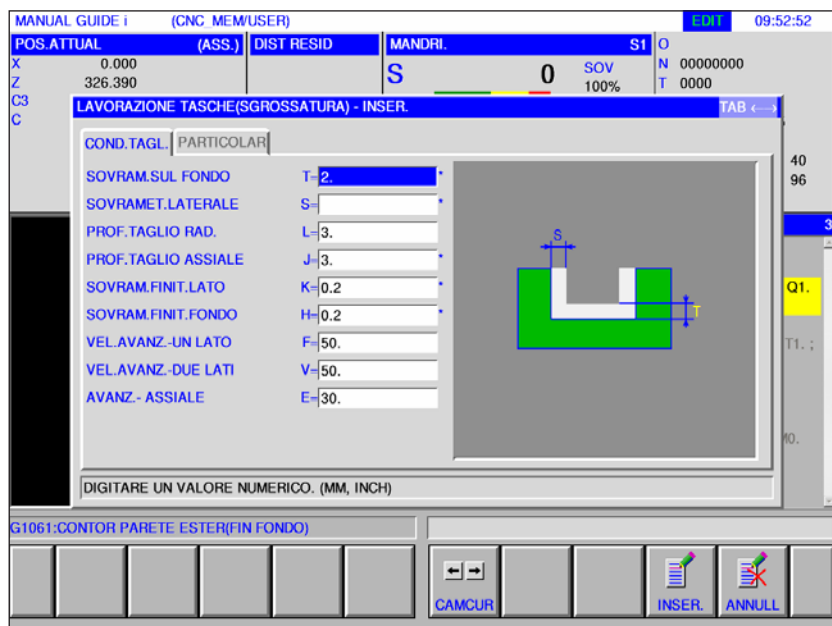 MANUAL GUIDE i (CNC_MEM/USER) EDIT 09:52:52
POS.ATTUAL (ASS.) DIST RESID MANDRI. S1 O
X 0.000 N 00000000
Z 326.390 S 0 SOV 100% T 0000
C3
C
LAVORAZIONE TASCHE(SGROSSATURA) - INSER. TAB ←→
COND.TAGL. PARTICOLAR
40
96
SOVRAM.SUL FONDO T= 2. *
SOVRAMET.LATERALE S= *
PROF.TAGLIO RAD. L= 3.
PROF.TAGLIO ASSIALE J= 3. *
SOVRAM.FINIT.LATO K= 0.2 *
SOVRAM.FINIT.FONDO H= 0.2 *
VEL.AVANZ.-UN LATO F= 50.
VEL.AVANZ.-DUE LATI V= 50.
AVANZ.- ASSIALE E= 30.
S
T
3
Q1.
T1. ;
M0.
DIGITARE UN VALORE NUMERICO. (MM, INCH)
G1061:CONTOR PARETE ESTER(FIN FONDO)
CAMCUR INSER. ANNULL